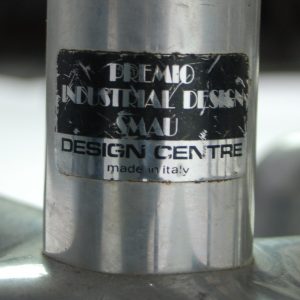 PREMIO
INDUSTRIAL DESIGN
SMAU
DESIGN CENTRE
made in italy